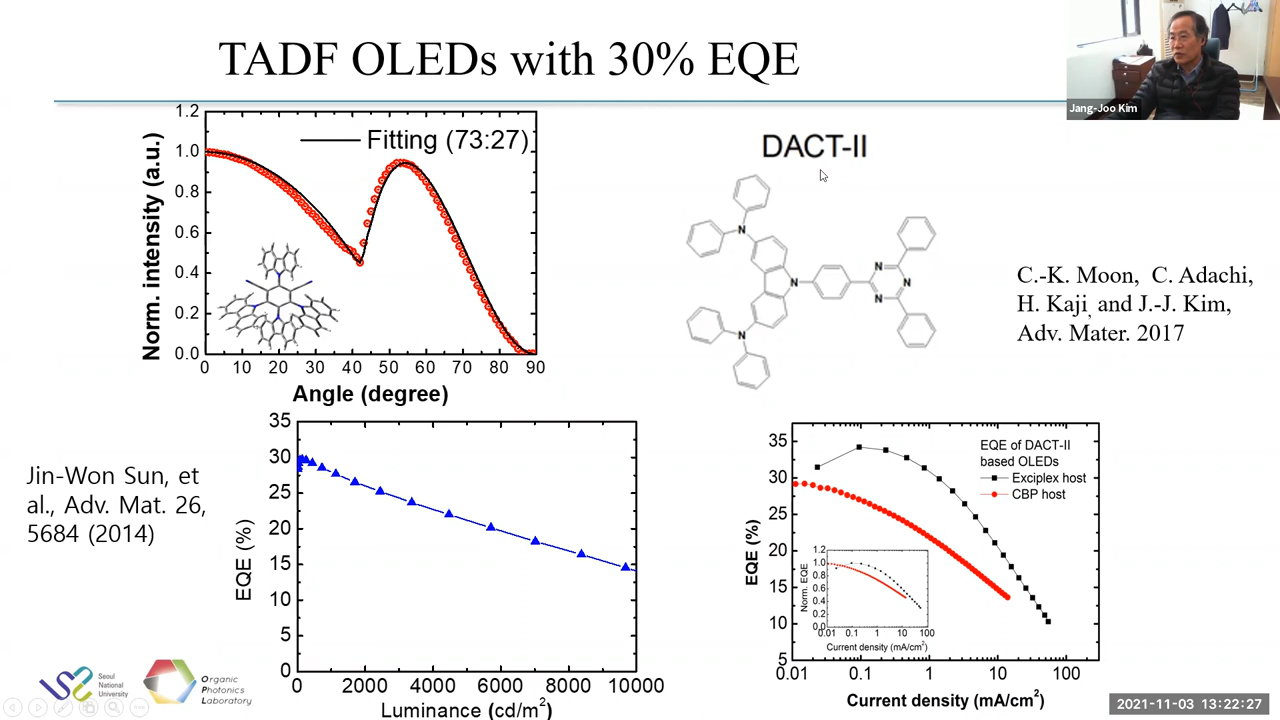 TADF OLEDs with 30% EQE
Jang-Joo Kim
1.2
1.0
0.8
0.6
0.4
0.2
0.0
Norm. intensity (a.u.)
Fitting (73:27)
0 10 20 30 40 50 60 70 80 90
Angle (degree)
DACT-II
N
N
N
N
N
N
C.-K. Moon, C. Adachi,
H. Kaji, and J.-J. Kim,
Adv. Mater. 2017
Jin-Won Sun, et
al., Adv. Mat. 26,
5684 (2014)
35
30
25
20
15
10
5
0
EQE (%)
0 2000 4000 6000 8000 10000
Luminance (cd/m²)
35
30
25
20
15
10
5
EQE (%)
EQE of DACT-II
based OLEDs
Exciplex host
CBP host
1.2
1.0
0.8
0.6
0.4
0.2
0.0
Norm. EQE
0.01 0.1 1 10 100
Current density (mA/cm²)
0.01 0.1 1 10 100
Current density (mA/cm²)
Seoul
National
University
Organic
Photonics
Laboratory
2021-11-03 13:22:27